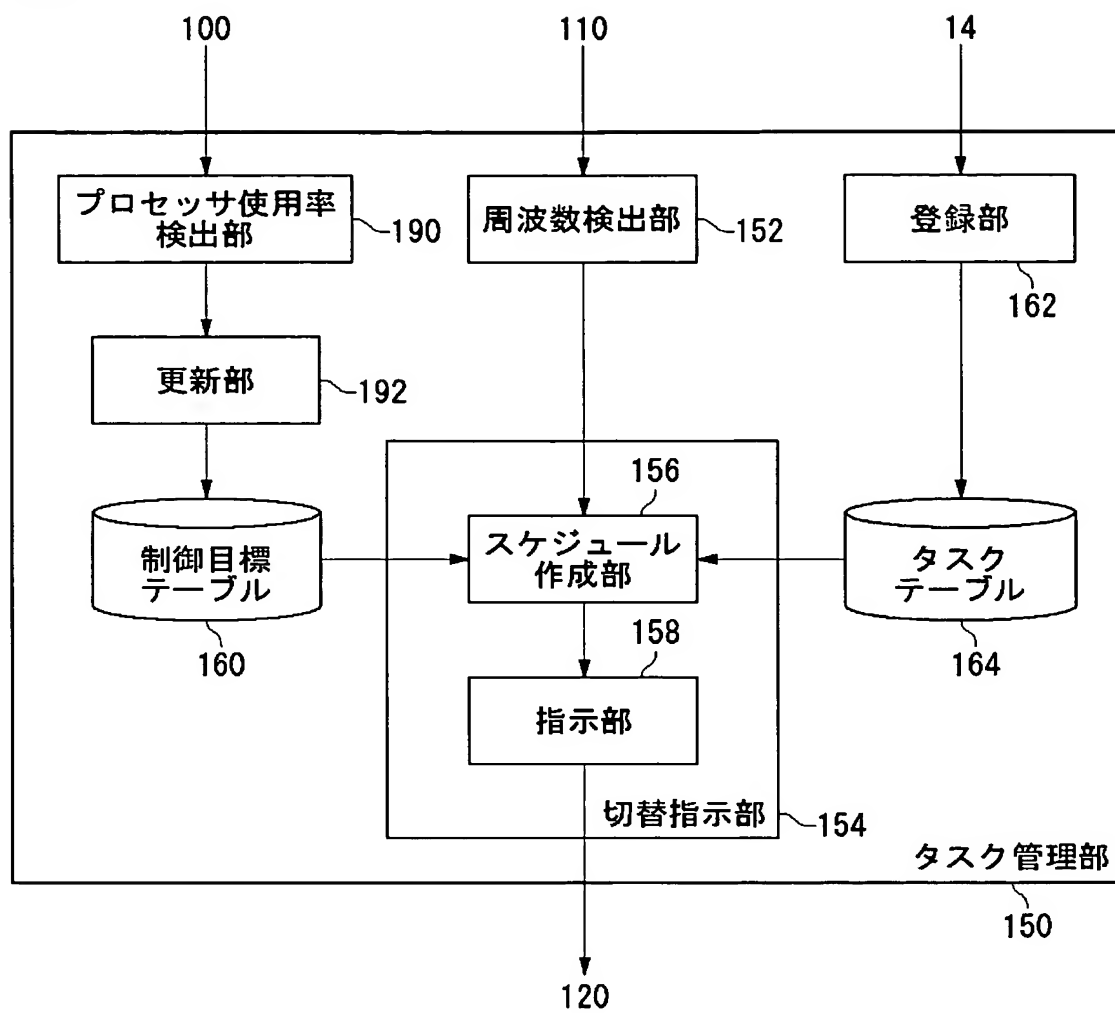 100
110
14
プロセッサ使用率
検出部
190
周波数検出部
152
登録部
162
更新部
192
156
制御目標
テーブル
160
スケジュール
作成部
タスク
テーブル
164
158
指示部
切替指示部
154
タスク管理部
150
120